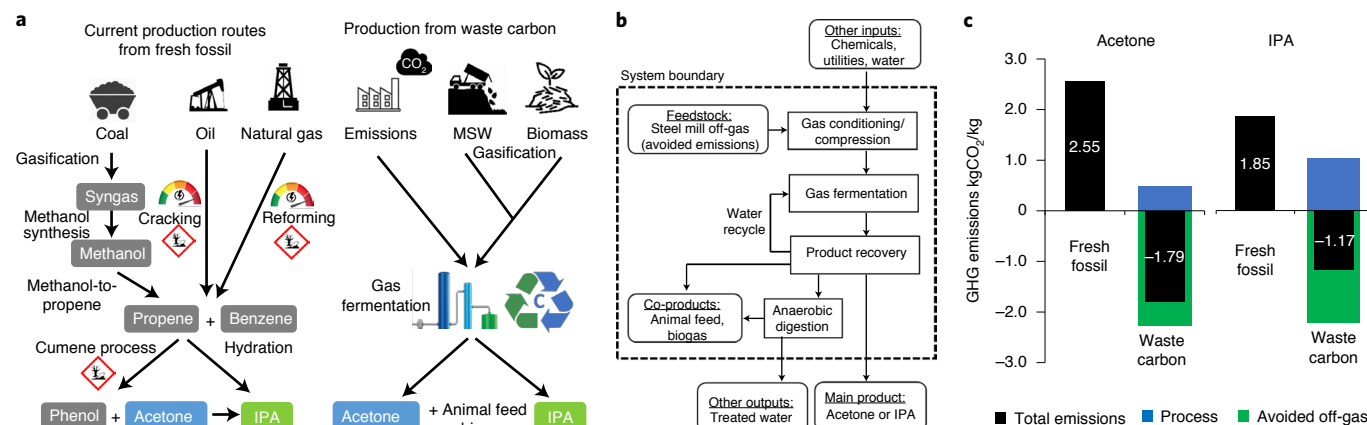 a
Current production routes
from fresh fossil
Production from waste carbon
CO2
Coal
Oil
Natural gas
Emissions
MSW
Biomass
Gasification
Gasification
Syngas
Methanol
synthesis
Cracking
Reforming
Methanol
Methanol-to-
propene
Gas
fermentation
C
Propene + Benzene
Cumene process
Hydration
Phenol + Acetone
IPA
Acetone
+ Animal feed
IPA
b
Other inputs:
Chemicals,
utilities, water
System boundary
Feedstock:
Steel mill off-gas
(avoided emissions)
Gas conditioning/
compression
Gas fermentation
Water
recycle
Product recovery
Co-products:
Animal feed,
biogas
Anaerobic
digestion
Other outputs:
Treated water
Main product:
Acetone or IPA
c
Acetone
IPA
GHG emissions kgCO2/kg
3.0
2.0
1.0
0
–1.0
–2.0
–3.0
2.55
Fresh
fossil
–1.79
Waste
carbon
1.85
Fresh
fossil
–1.17
Waste
carbon
Total emissions
Process
Avoided off-gas